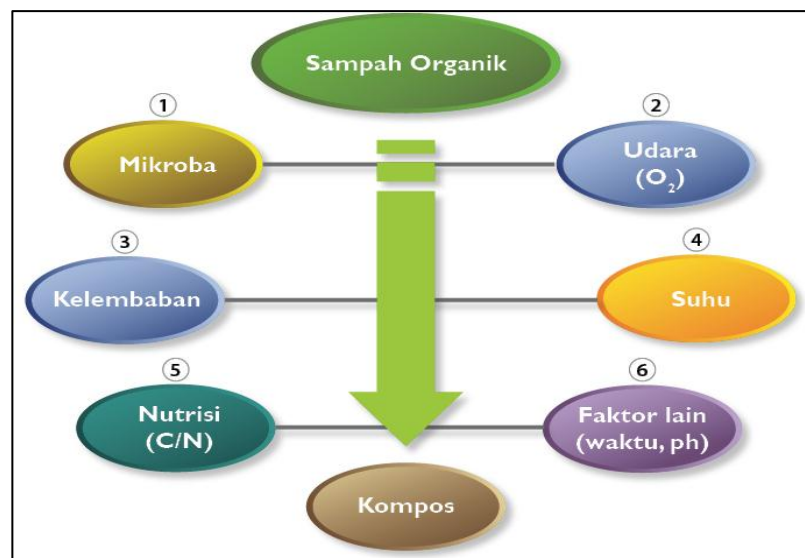 Sampah Organik
1
Mikroba
2
Udara
(O₂)
3
Kelembaban
4
Suhu
5
Nutrisi
(C/N)
6
Faktor lain
(waktu, ph)
Kompos